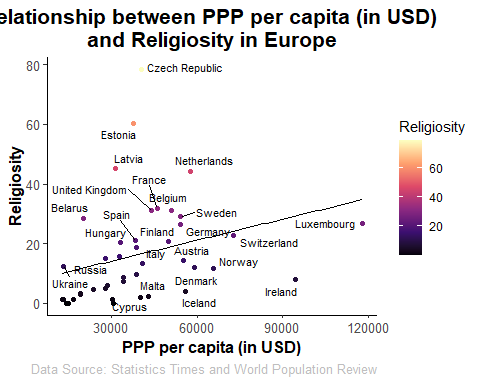 elationship between PPP per capita (in USD)
and Religiosity in Europe
80
60
40
20
0
Religiosity
Czech Republic
Estonia
Latvia
Netherlands
France
United Kingdom
Belgium
Belarus
Spain
Sweden
Hungary
Finland
Germany
Luxembourg
Switzerland
Italy
Austria
Norway
Russia
Ukraine
Malta
Denmark
Ireland
Cyprus
Iceland
30000 60000 90000 120000
PPP per capita (in USD)
Religiosity
60
40
20
Data Source: Statistics Times and World Population Review